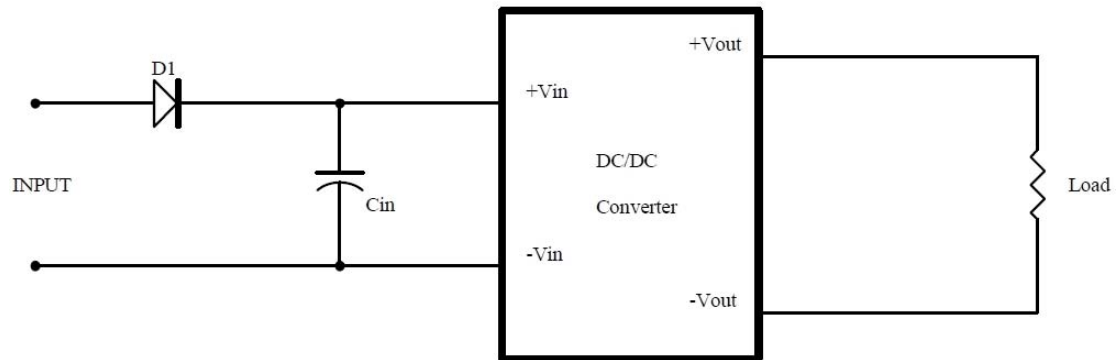 +Vout
D1
+Vin
DC/DC
INPUT
Load
Cin
Converter
-Vin
-Vout